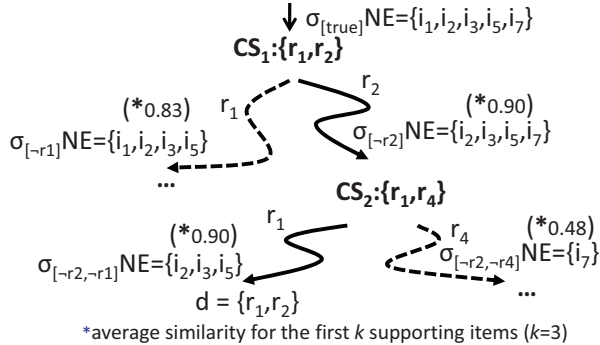 σ[true]NE={i1,i2,i3,i5,i7}
CS1:{r1,r2}
(*0.83) r1 r2 (*0.90)
σ[¬r1]NE={i1,i2,i3,i5} σ[¬r2]NE={i2,i3,i5,i7}
...
CS2:{r1,r4}
(*0.90) r1 r4 (*0.48)
σ[¬r2,¬r1]NE={i2,i3,i5} σ[¬r2,¬r4]NE={i7}
d = {r1,r2} ...
*average similarity for the first k supporting items (k=3)